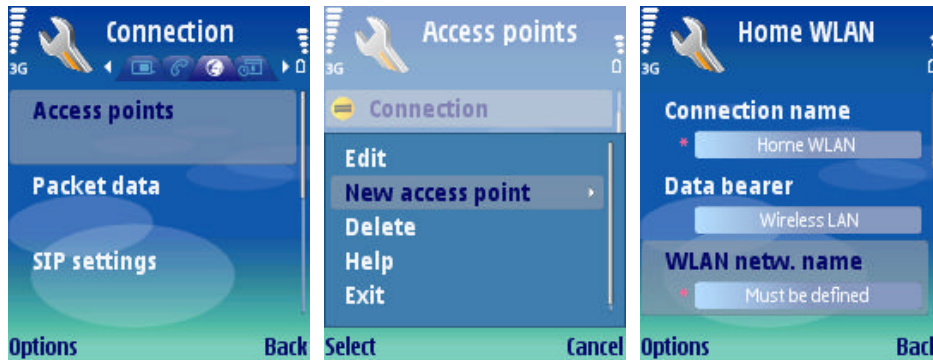 Connection
3G
Access points
Packet data
SIP settings
Options Back
Access points
3G
Connection
Edit
New access point
Delete
Help
Exit
Select Cancel
Home WLAN
3G
Connection name
* Home WLAN
Data bearer
Wireless LAN
WLAN netw. name
* Must be defined
Options Back